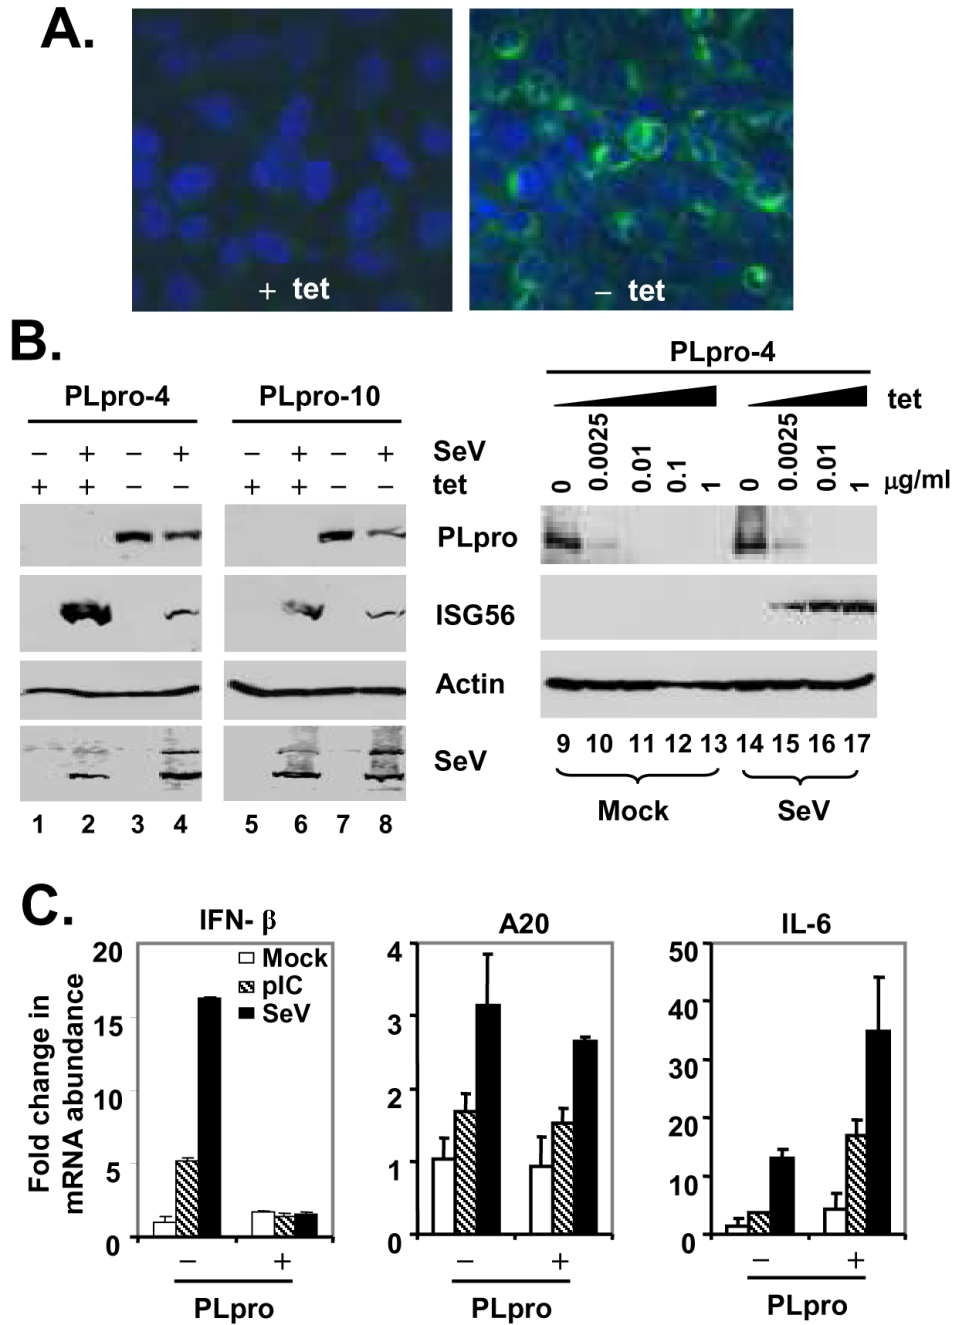 A.
+ tet
– tet
B.
PLpro-4
PLpro-10
– + – + – + – + SeV
+ + – – + + – – tet
PLpro
ISG56
Actin
SeV
1 2 3 4 5 6 7 8
PLpro-4
tet
0 0.0025 0.01 0.1 1 0 0.0025 0.01 1 μg/ml
9 10 11 12 13 14 15 16 17
Mock
SeV
C.
Fold change in
mRNA abundance
IFN- β
20
15
10
5
0
Mock
pIC
SeV
– +
PLpro
A20
4
3
2
1
0
– +
PLpro
IL-6
50
40
30
20
10
0
– +
PLpro